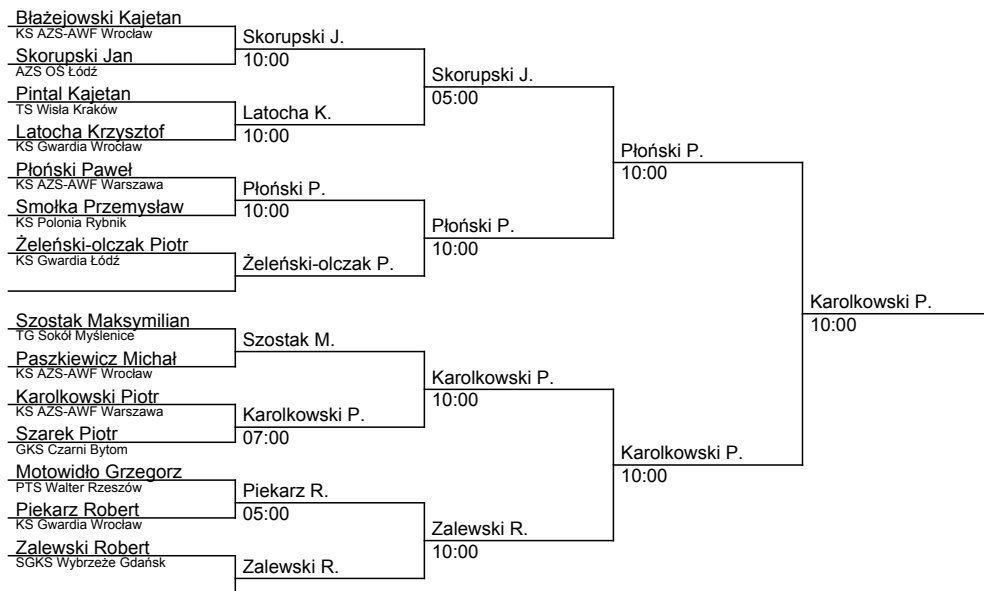 Błażejowski Kajetan
KS AZS-AWF Wrocław
Skorupski Jan
AZS OŚ Łódź
Pintal Kajetan
TS Wisła Kraków
Latocha Krzysztof
KS Gwardia Wrocław
Płoński Paweł
KS AZS-AWF Warszawa
Smołka Przemysław
KS Polonia Rybnik
Żeleński-olczak Piotr
KS Gwardia Łódź
Szostak Maksymilian
TG Sokół Myślenice
Paszkiewicz Michał
KS AZS-AWF Wrocław
Karolkowski Piotr
KS AZS-AWF Warszawa
Szarek Piotr
GKS Czarni Bytom
Motowidło Grzegorz
PTS Walter Rzeszów
Piekarz Robert
KS Gwardia Wrocław
Zalewski Robert
SGKS Wybrzeże Gdańsk
Skorupski J.
10:00
Latocha K.
10:00
Płoński P.
10:00
Żeleński-olczak P.
Szostak M.
Karolkowski P.
07:00
Piekarz R.
05:00
Zalewski R.
Skorupski J.
05:00
Płoński P.
10:00
Karolkowski P.
10:00
Zalewski R.
10:00
Płoński P.
10:00
Karolkowski P.
10:00
Karolkowski P.
10:00